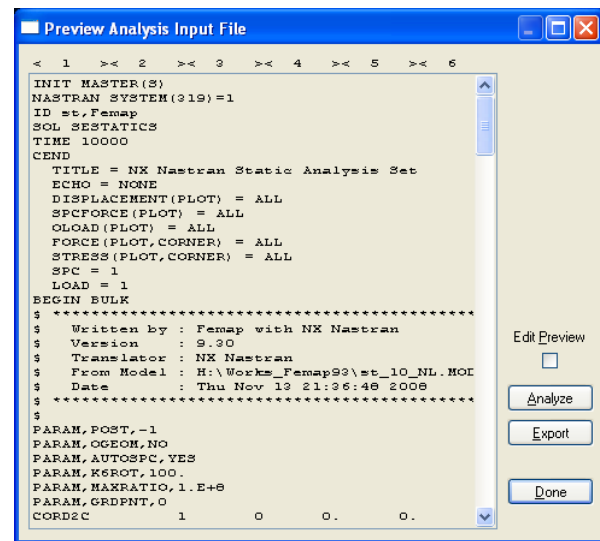 Preview Analysis Input File
< 1 >< 2 >< 3 >< 4 >< 5 >< 6
INIT MASTER(S)
NASTRAN SYSTEM(319)=1
ID st,Femap
SOL SESTATICS
TIME 10000
CEND
TITLE = NX Nastran Static Analysis Set
ECHO = NONE
DISPLACEMENT(PLOT) = ALL
SPCFORCE(PLOT) = ALL
OLOAD(PLOT) = ALL
FORCE(PLOT,CORNER) = ALL
STRESS(PLOT,CORNER) = ALL
SPC = 1
LOAD = 1
BEGIN BULK
$ **************************************************
$ Written by : Femap with NX Nastran
$ Version : 9.30
$ Translator : NX Nastran
$ From Model : H:\Works_Femap93\st_10_NL.MOD
$ Date : Thu Nov 13 21:36:48 2008
$ **************************************************
$
PARAM,POST,-1
PARAM,OGEOM,NO
PARAM,AUTOSPC,YES
PARAM,K6ROT,100.
PARAM,MAXRATIO,1.E+8
PARAM,GRDPNT,0
CORD2C 1 0 0. 0.
Edit Preview
Analyze
Export
Done